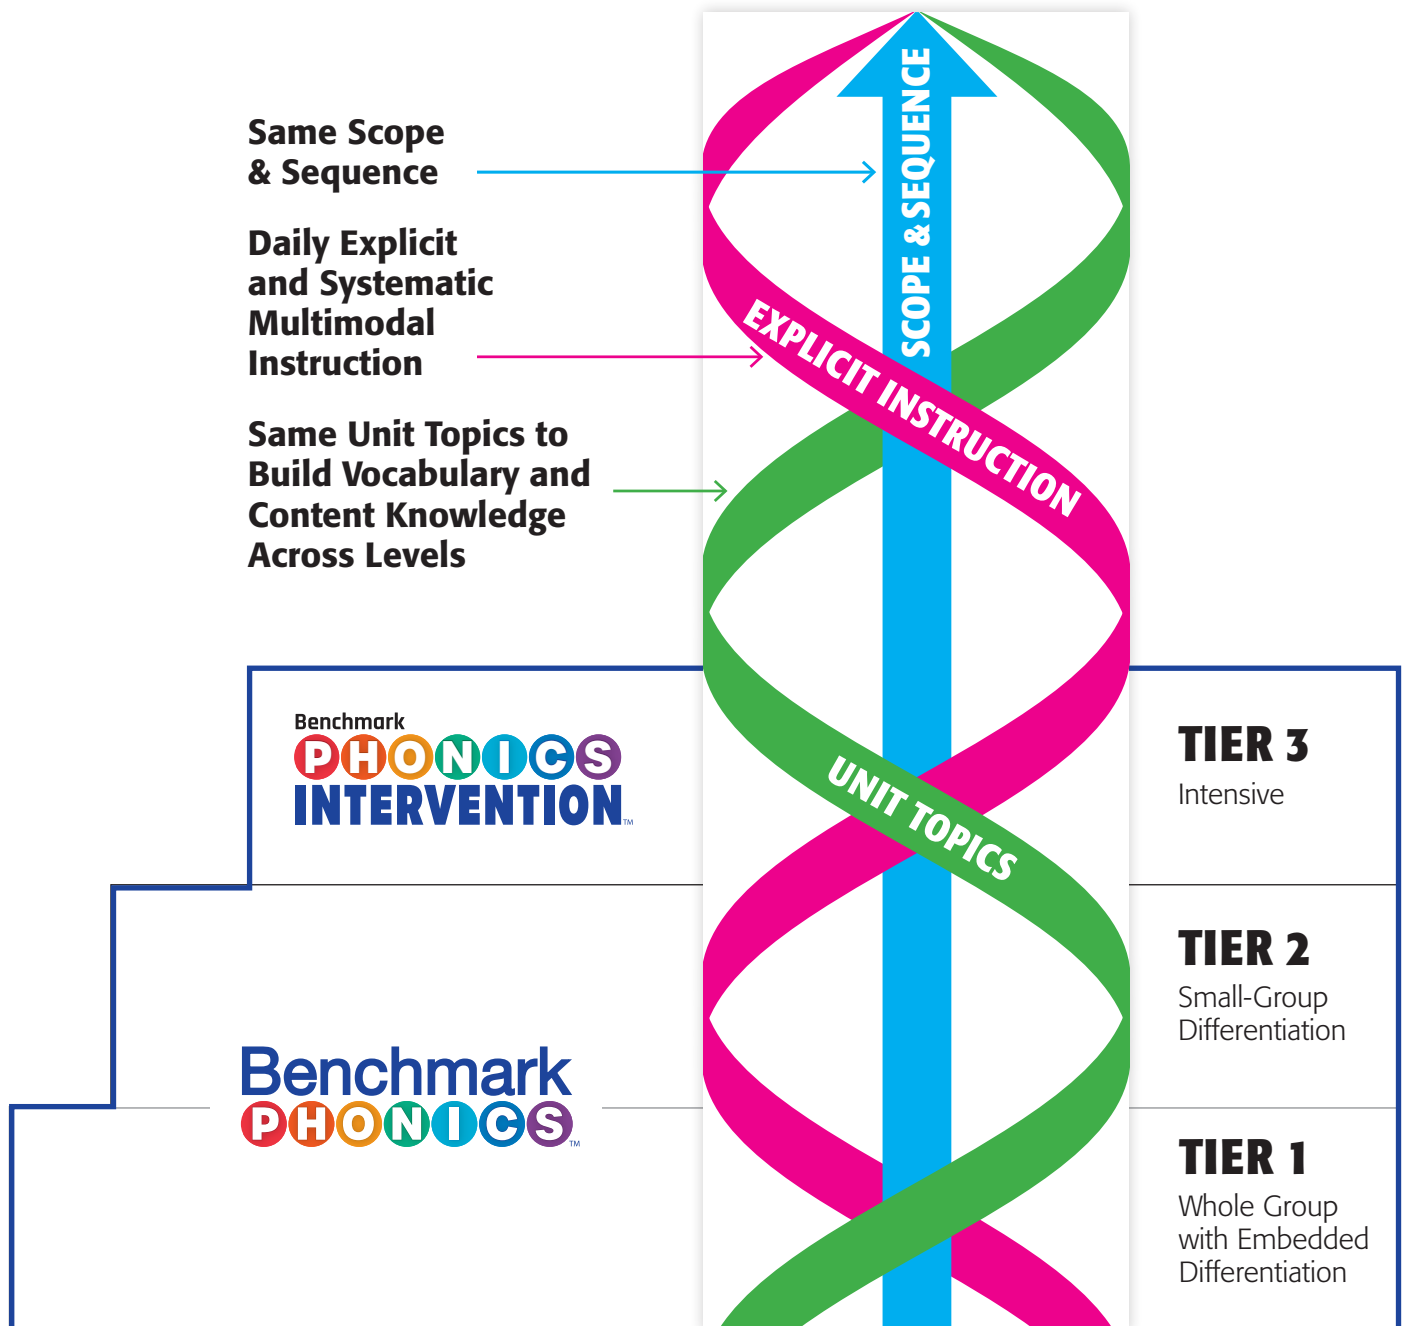 Same Scope
& Sequence
Daily Explicit
and Systematic
Multimodal
Instruction
Same Unit Topics to
Build Vocabulary and
Content Knowledge
Across Levels
SCOPE & SEQUENCE
EXPLICIT INSTRUCTION
UNIT TOPICS
Benchmark
PHONICS
INTERVENTION™
TIER 3
Intensive
TIER 2
Small-Group
Differentiation
Benchmark
PHONICS™
TIER 1
Whole Group
with Embedded
Differentiation